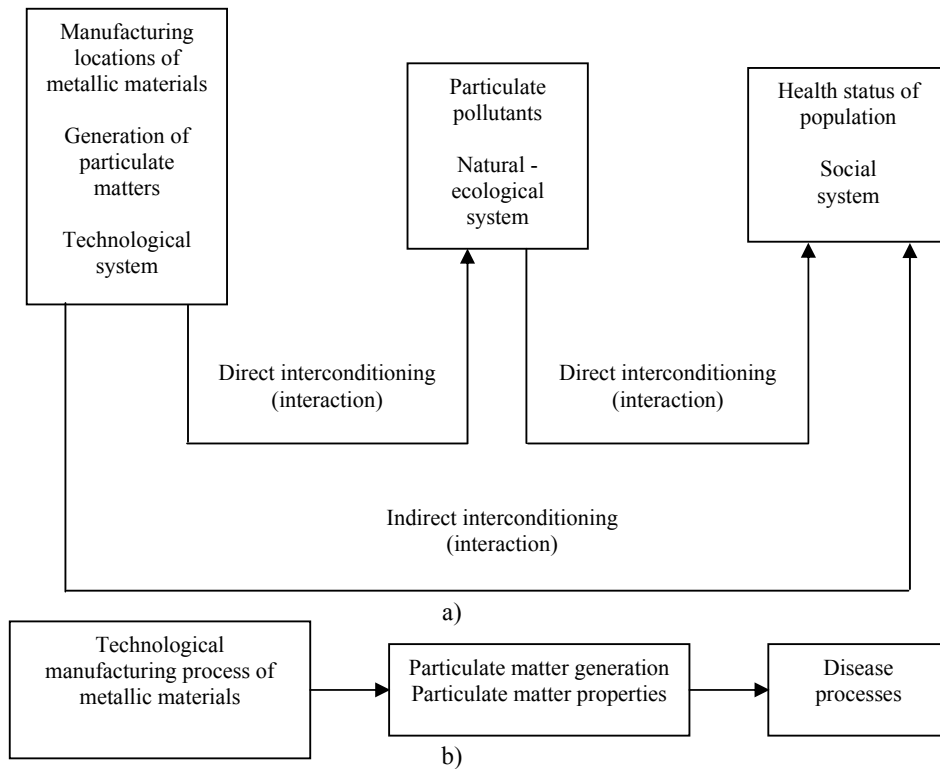 Manufacturing
locations of
metallic materials
Generation of
particulate
matters
Technological
system
Particulate
pollutants
Natural -
ecological
system
Health status of
population
Social
system
Direct interconditioning
(interaction)
Direct interconditioning
(interaction)
Indirect interconditioning
(interaction)
a)
Technological
manufacturing process of
metallic materials
Particulate matter generation
Particulate matter properties
Disease
processes
b)